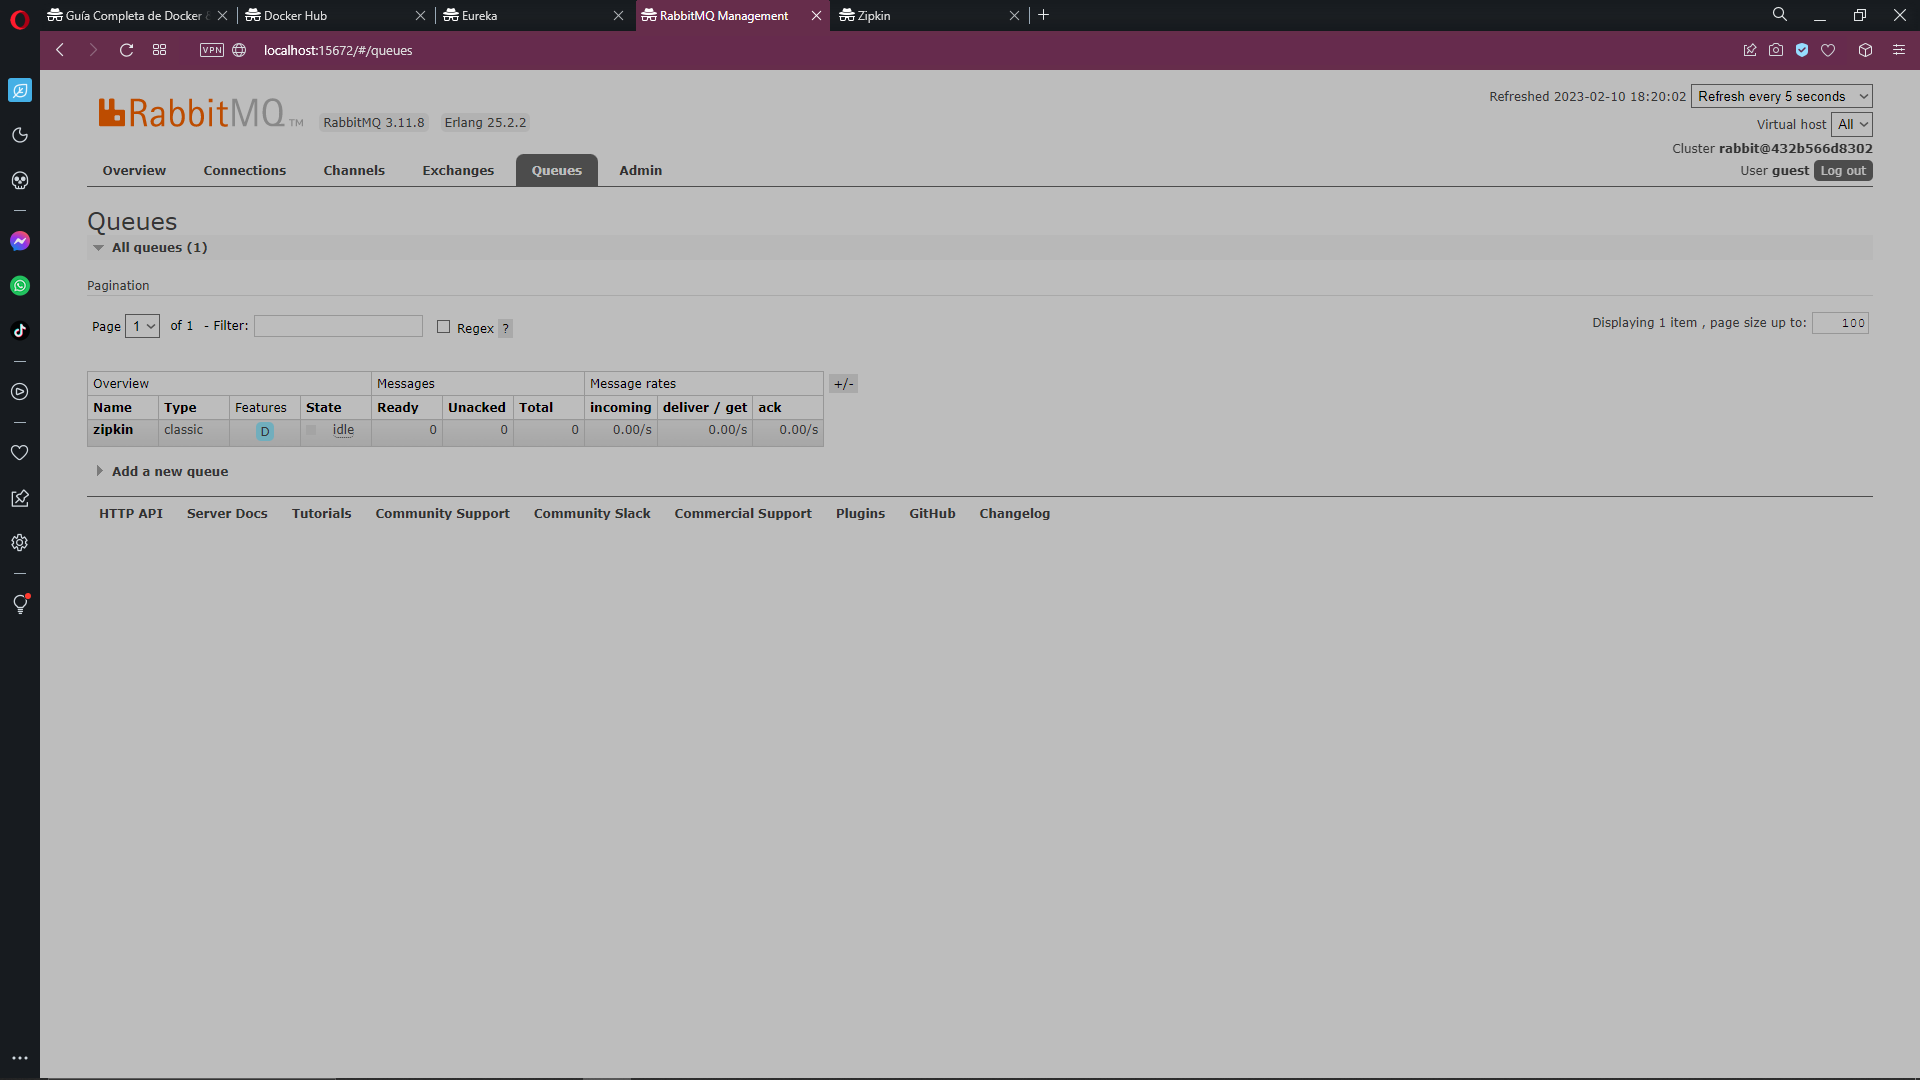 Guía Completa de Docker
Docker Hub
Eureka
RabbitMQ Management
Zipkin
VPN
localhost:15672/#/queues
RabbitMQ TM
RabbitMQ 3.11.8
Erlang 25.2.2
Refreshed 2023-02-10 18:20:02
Refresh every 5 seconds
Virtual host All
Cluster rabbit@432b566d8302
User guest Log out
Overview Connections Channels Exchanges Queues Admin
Queues
All queues (1)
Pagination
Page 1 of 1 - Filter: Regex ?
Displaying 1 item , page size up to: 100
Overview Messages Message rates +/-
Name Type Features State Ready Unacked Total incoming deliver / get ack
zipkin classic D idle 0 0 0 0.00/s 0.00/s 0.00/s
Add a new queue
HTTP API Server Docs Tutorials Community Support Community Slack Commercial Support Plugins GitHub Changelog